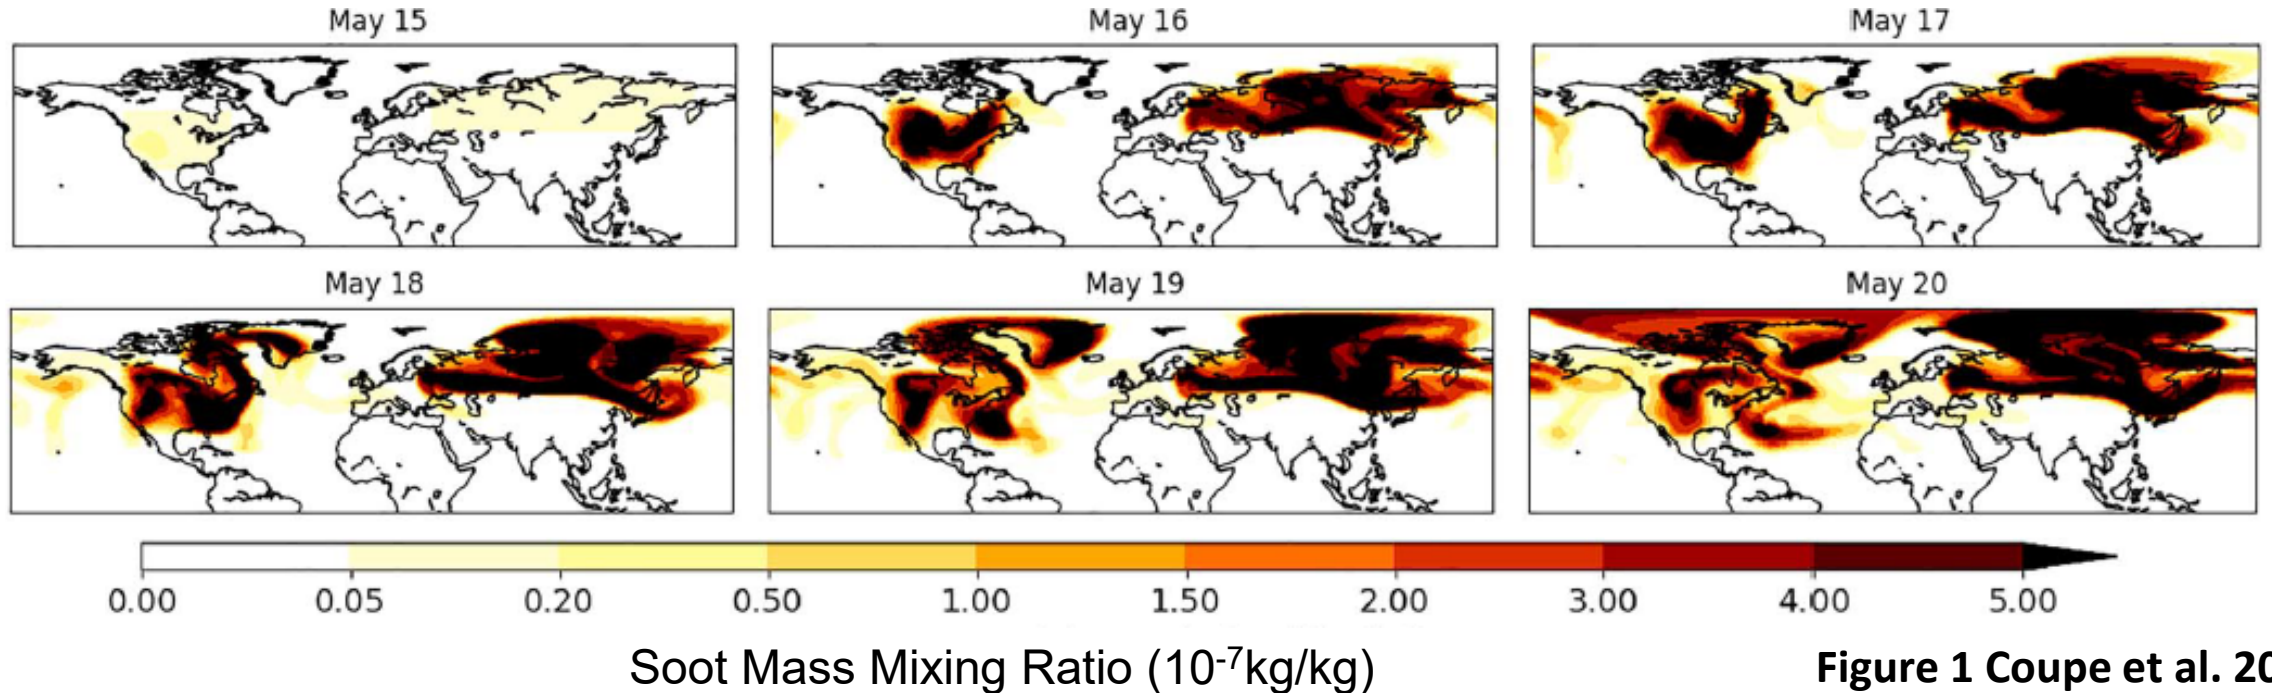 May 15
May 16
May 17
May 18
May 19
May 20
0.00 0.05 0.20 0.50 1.00 1.50 2.00 3.00 4.00 5.00
Soot Mass Mixing Ratio (10⁻⁷kg/kg)
Figure 1 Coupe et al. 20